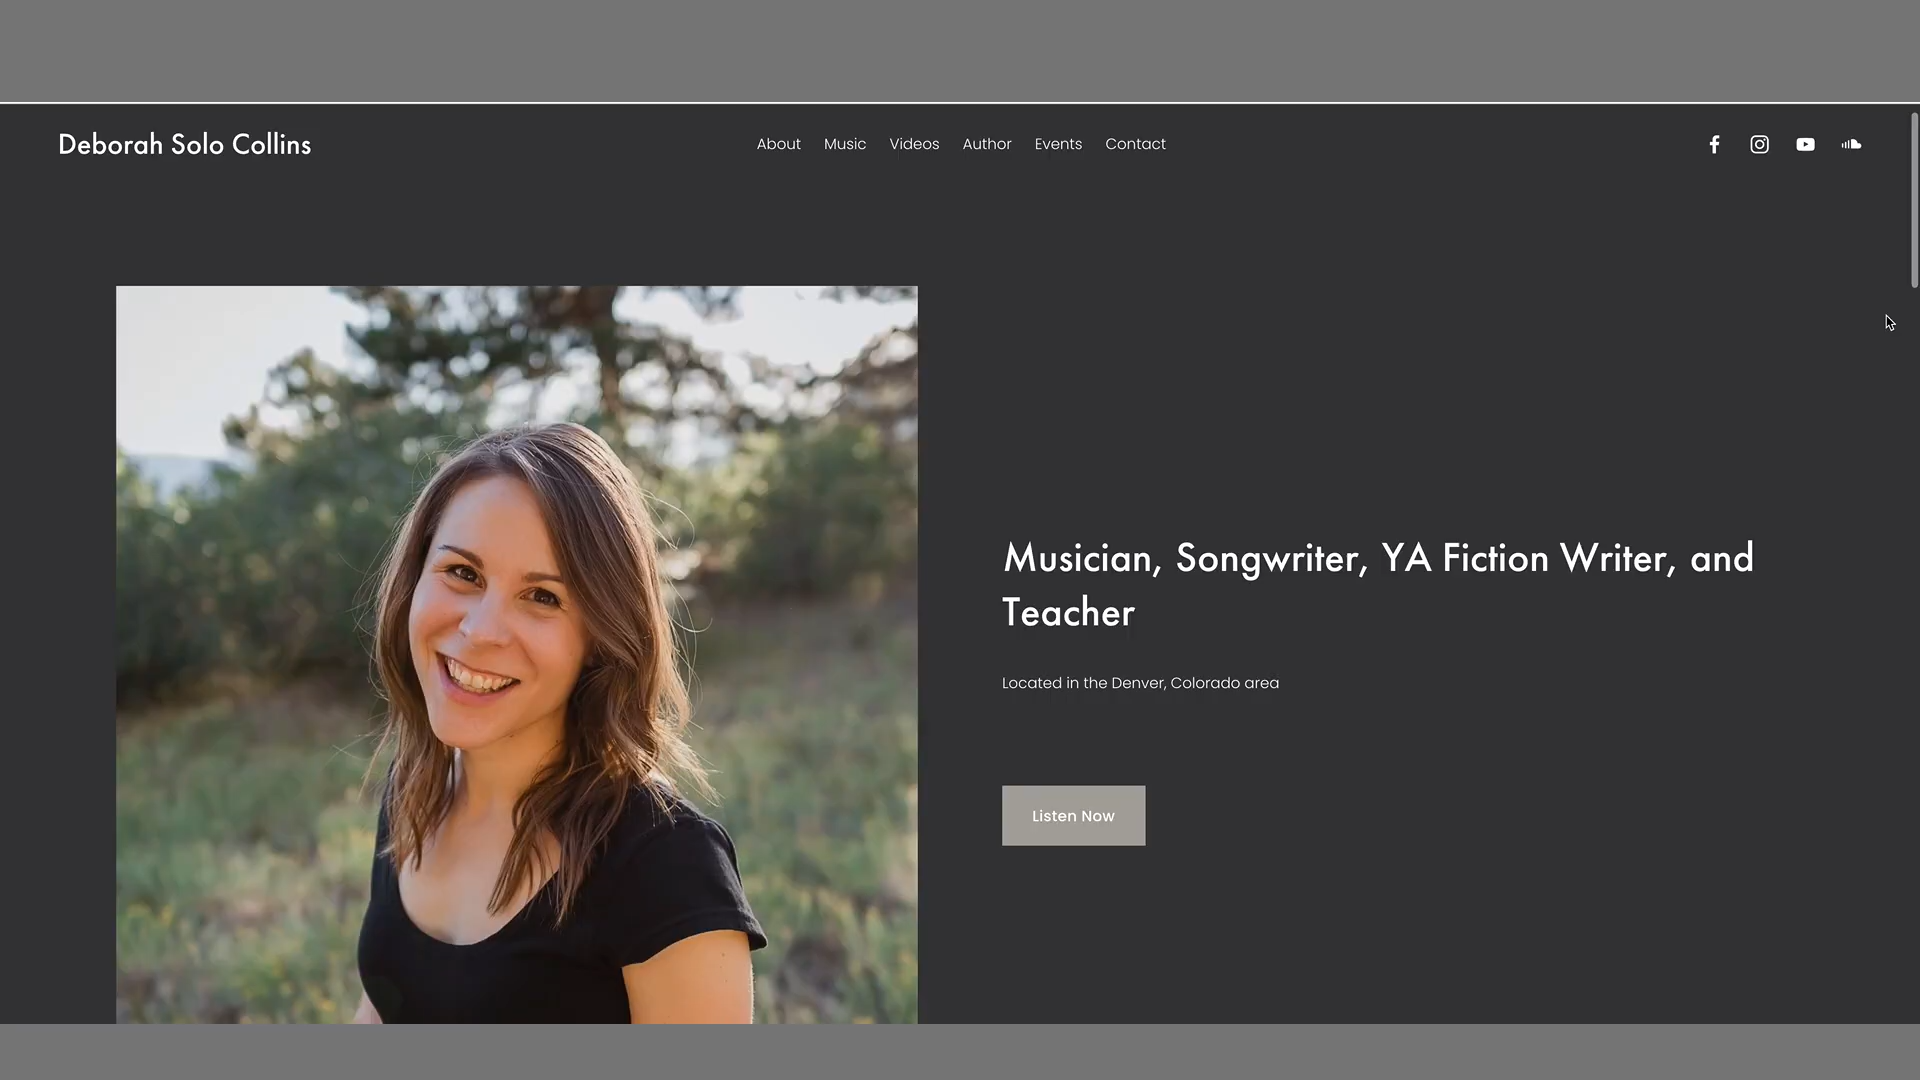 Deborah Solo Collins
About Music Videos Author Events Contact
Musician, Songwriter, YA Fiction Writer, and
Teacher
Located in the Denver, Colorado area
Listen Now